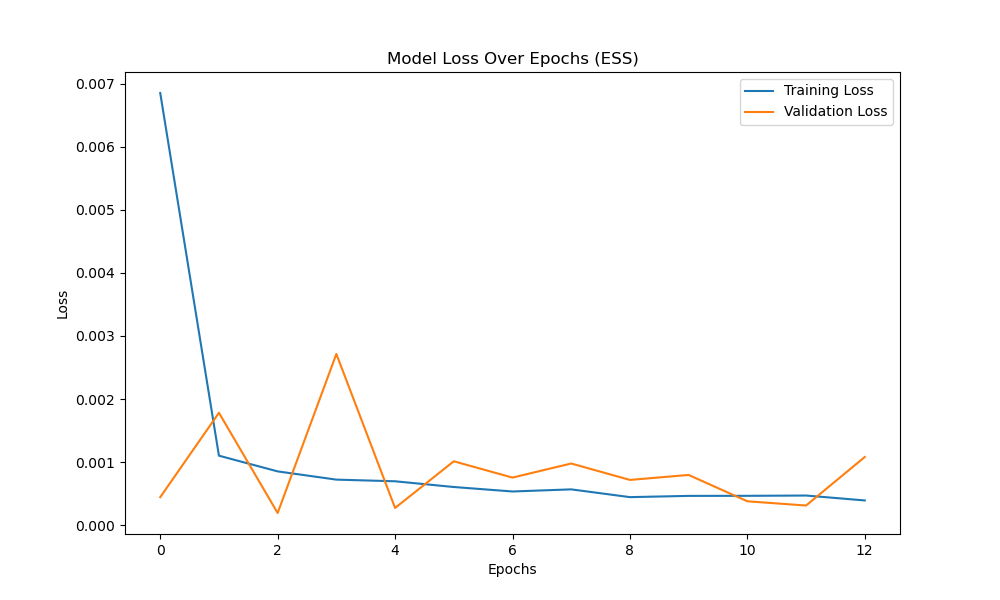 Model Loss Over Epochs (ESS)
Training Loss
Validation Loss
0.007
0.006
0.005
0.004
0.003
0.002
0.001
0.000
Loss
0 2 4 6 8 10 12
Epochs